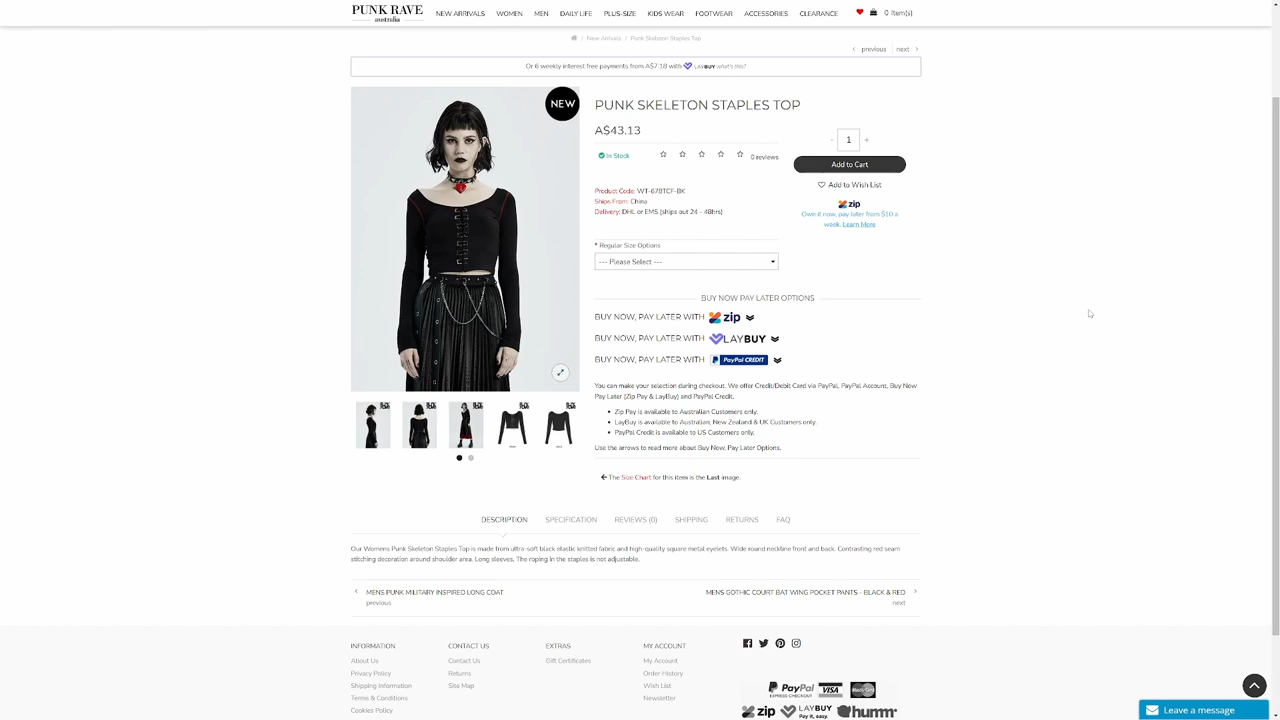 PUNK RAVE
australia
NEW ARRIVALS WOMEN MEN DAILY LIFE PLUS-SIZE KIDS WEAR FOOTWEAR ACCESSORIES CLEARANCE 0 Item(s)
/ New Arrivals / Punk Skeleton Staples Top
previous next
Or 6 weekly interest free payments from A$7.18 with LAYBUY what's this?
NEW
PUNK SKELETON STAPLES TOP
A$43.13
In Stock 0 reviews
- 1 +
Add to Cart
Add to Wish List
Product Code: WT-678TCF-BK
Ships From: China
Delivery: DHL or EMS (ships out 24 - 48hrs)
zip
Own it now, pay later from $10 a
week. Learn More
* Regular Size Options
--- Please Select ---
BUY NOW PAY LATER OPTIONS
BUY NOW, PAY LATER WITH zip
BUY NOW, PAY LATER WITH LAYBUY
BUY NOW, PAY LATER WITH PayPal CREDIT
You can make your selection during checkout. We offer Credit/Debit Card via PayPal, PayPal Account, Buy Now
Pay Later (Zip Pay & LayBuy) and PayPal Credit.
• Zip Pay is available to Australian Customers only.
• LayBuy is available to Australian, New Zealand & UK Customers only.
• PayPal Credit is available to US Customers only.
Use the arrows to read more about Buy Now, Pay Later Options.
The Size Chart for this item is the Last image.
DESCRIPTION SPECIFICATION REVIEWS (0) SHIPPING RETURNS FAQ
Our Womens Punk Skeleton Staples Top is made from ultra-soft black elastic knitted fabric and high-quality square metal eyelets. Wide round neckline front and back. Contrasting red seam
stitching decoration around shoulder area. Long sleeves. The roping in the staples is not adjustable.
MENS PUNK MILITARY INSPIRED LONG COAT
previous
MENS GOTHIC COURT BAT WING POCKET PANTS - BLACK & RED
next
INFORMATION
About Us
Privacy Policy
Shipping Information
Terms & Conditions
Cookies Policy
CONTACT US
Contact Us
Returns
Site Map
EXTRAS
Gift Certificates
MY ACCOUNT
My Account
Order History
Wish List
Newsletter
PayPal VISA MasterCard
EXPRESS CHECKOUT
zip LAYBUY humm
Pay it, easy.
Leave a message